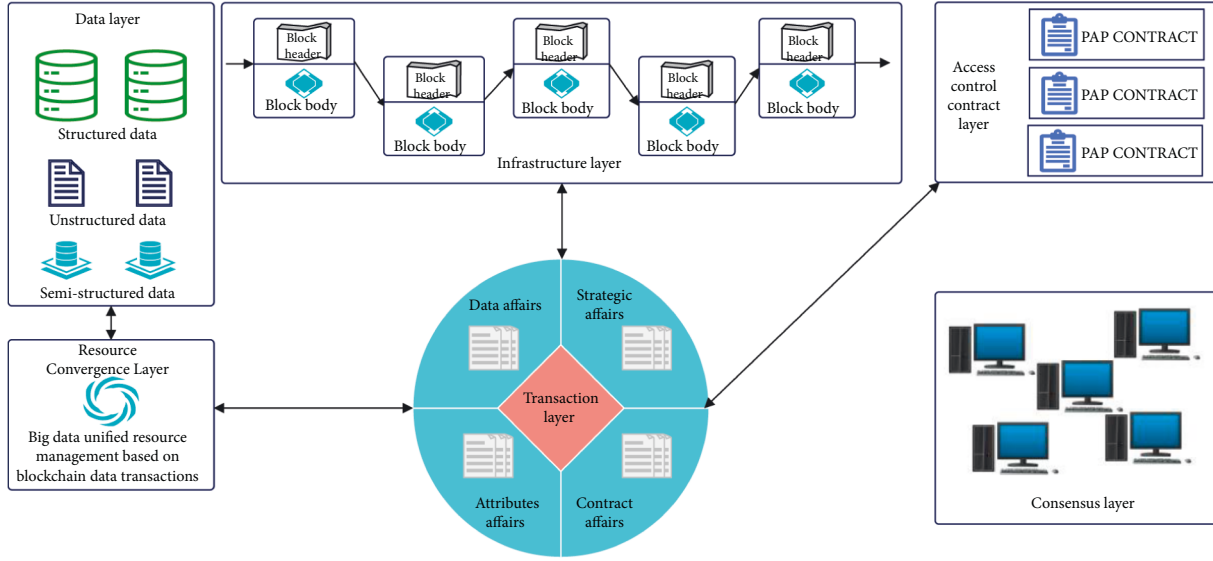 Data layer
Structured data
Unstructured data
Semi-structured data
Block
header
Block body
Block
header
Block body
Block
header
Block body
Block
header
Block body
Block
header
Block body
Infrastructure layer
Access
control
contract
layer
PAP CONTRACT
PAP CONTRACT
PAP CONTRACT
Resource
Convergence Layer
Big data unified resource
management based on
blockchain data transactions
Data affairs
Strategic
affairs
Transaction
layer
Attributes
affairs
Contract
affairs
Consensus layer